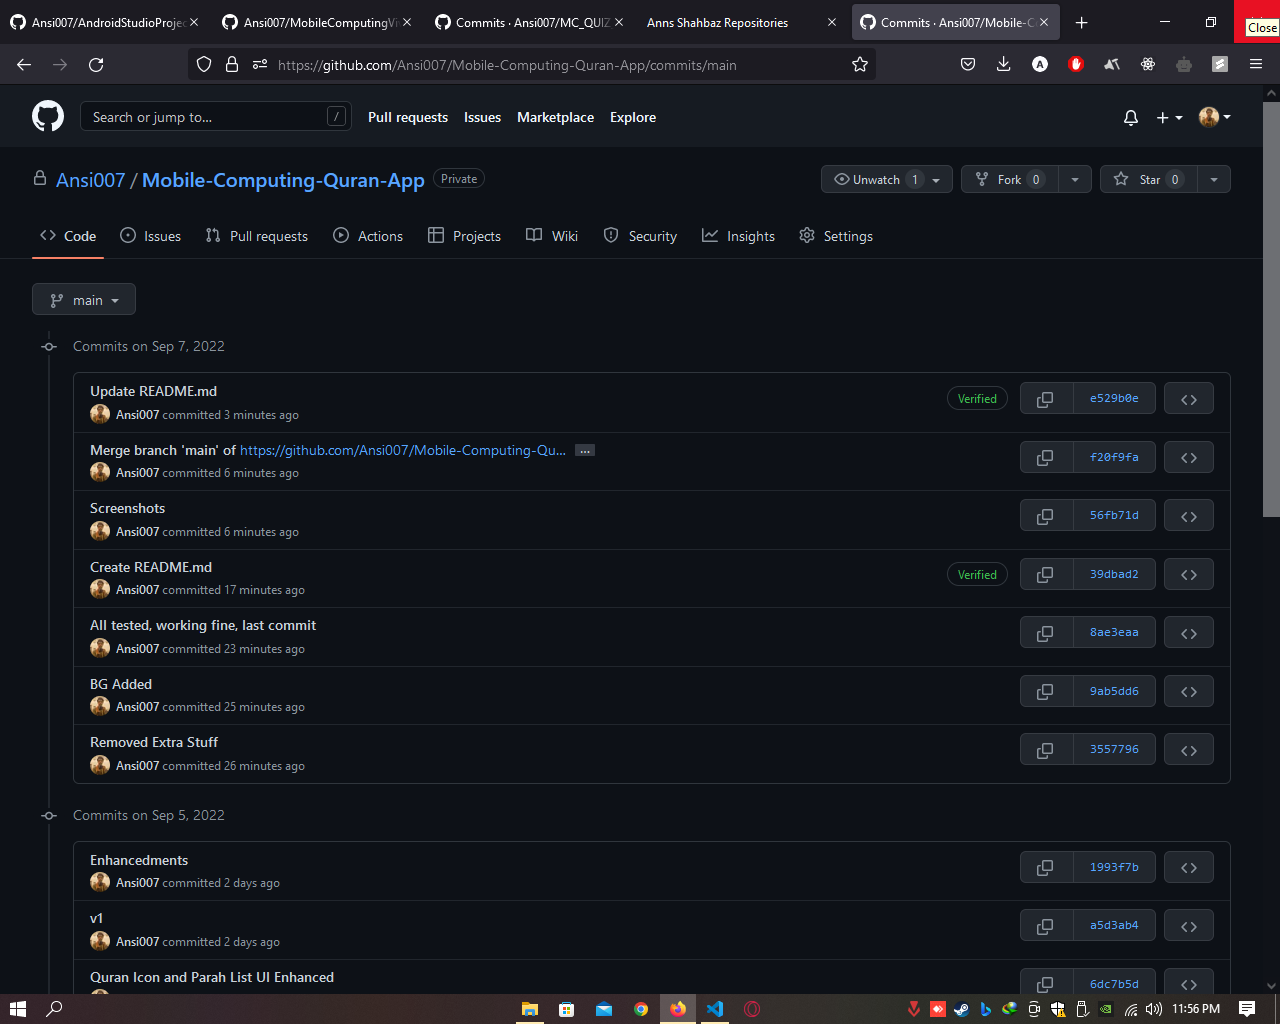 Ansi007/AndroidStudioProjec
Ansi007/MobileComputingVi
Commits · Ansi007/MC_QUIZ
Anns Shahbaz Repositories
Commits · Ansi007/Mobile-C
Close
https://github.com/Ansi007/Mobile-Computing-Quran-App/commits/main
Search or jump to... /
Pull requests Issues Marketplace Explore
Ansi007 / Mobile-Computing-Quran-App Private
Unwatch 1 Fork 0 Star 0
Code Issues Pull requests Actions Projects Wiki Security Insights Settings
main
Commits on Sep 7, 2022
Update README.md
Ansi007 committed 3 minutes ago
Verified e529b0e
Merge branch 'main' of https://github.com/Ansi007/Mobile-Computing-Qu... ...
Ansi007 committed 6 minutes ago
f20f9fa
Screenshots
Ansi007 committed 6 minutes ago
56fb71d
Create README.md
Ansi007 committed 17 minutes ago
Verified 39dbad2
All tested, working fine, last commit
Ansi007 committed 23 minutes ago
8ae3eaa
BG Added
Ansi007 committed 25 minutes ago
9ab5dd6
Removed Extra Stuff
Ansi007 committed 26 minutes ago
3557796
Commits on Sep 5, 2022
Enhancedments
Ansi007 committed 2 days ago
1993f7b
v1
Ansi007 committed 2 days ago
a5d3ab4
Quran Icon and Parah List UI Enhanced
6dc7b5d
11:56 PM